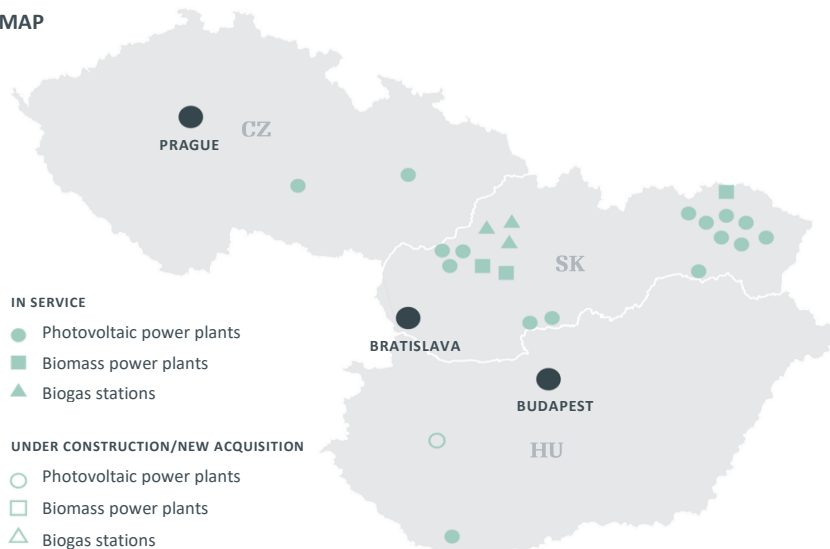 MAP
CZ
PRAGUE
SK
IN SERVICE
Photovoltaic power plants
Biomass power plants
Biogas stations
BRATISLAVA
BUDAPEST
HU
UNDER CONSTRUCTION/NEW ACQUISITION
Photovoltaic power plants
Biomass power plants
Biogas stations